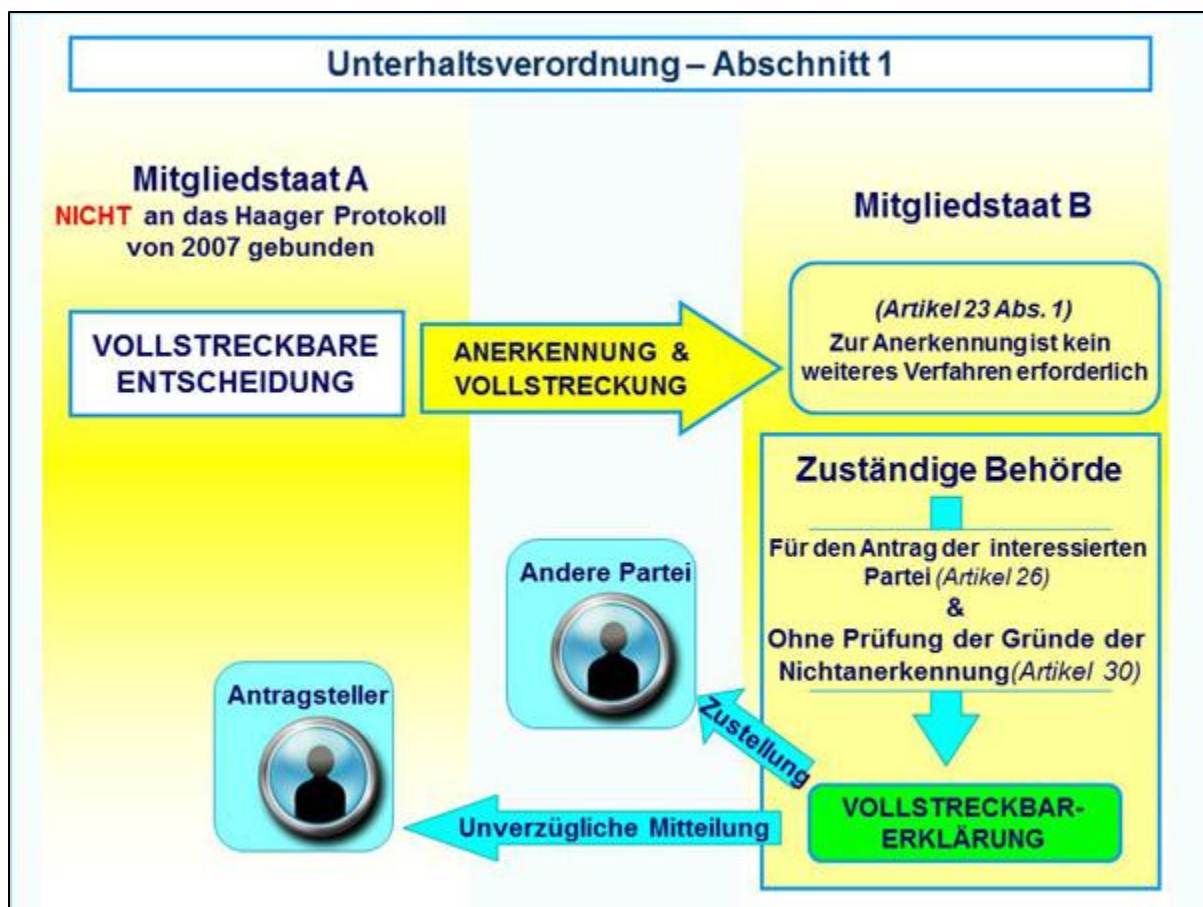 Unterhaltsverordnung – Abschnitt 1
Mitgliedstaat A
NICHT an das Haager Protokoll
von 2007 gebunden
VOLLSTRECKBARE
ENTSCHEIDUNG
ANERKENNUNG &
VOLLSTRECKUNG
Mitgliedstaat B
(Artikel 23 Abs. 1)
Zur Anerkennung ist kein
weiteres Verfahren erforderlich
Zuständige Behörde
Für den Antrag der interessierten
Partei (Artikel 26)
&
Ohne Prüfung der Gründe der
Nichtanerkennung (Artikel 30)
VOLLSTRECKBAR-
ERKLÄRUNG
Zustellung
Andere Partei
Unverzügliche Mitteilung
Antragsteller